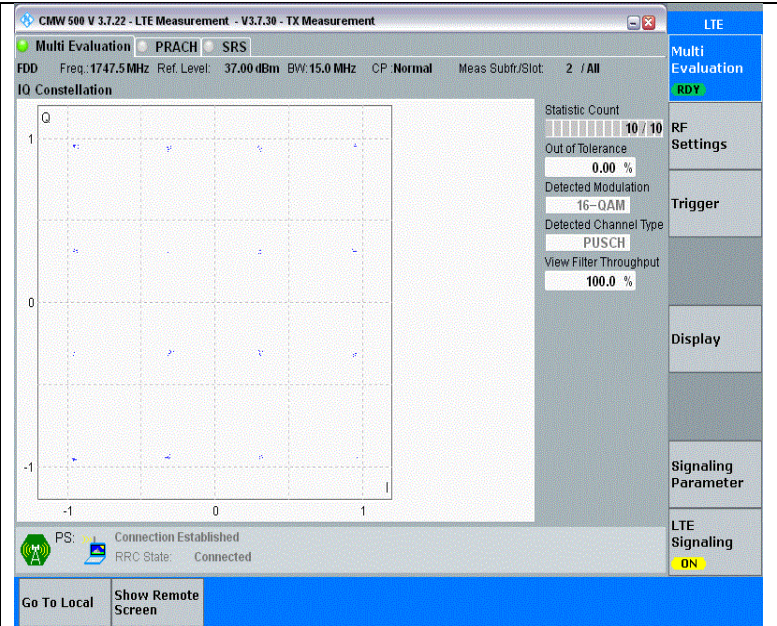 CMW 500 V 3.7.22 - LTE Measurement - V3.7.30 - TX Measurement
LTE
Multi Evaluation PRACH SRS
Multi
Evaluation
RDY
FDD Freq.: 1747.5 MHz Ref. Level: 37.00 dBm BW: 15.0 MHz CP : Normal Meas Subfr./Slot: 2 / All
IQ Constellation
Q
1
0
-1
-1 0 1
I
Statistic Count
10 / 10
Out of Tolerance
0.00 %
Detected Modulation
16-QAM
Detected Channel Type
PUSCH
View Filter Throughput
100.0 %
RF
Settings
Trigger
Display
Signaling
Parameter
LTE
Signaling
ON
PS: Connection Established
RRC State: Connected
Go To Local
Show Remote
Screen